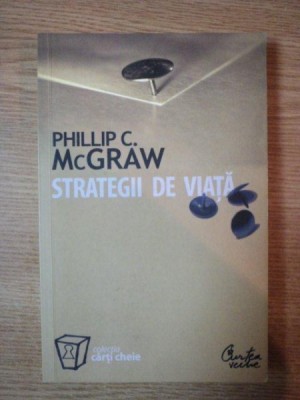 PHILLIP C.
McGRAW
STRATEGII DE VIAȚĂ
colecția
cărți cheie
Curtea
veche